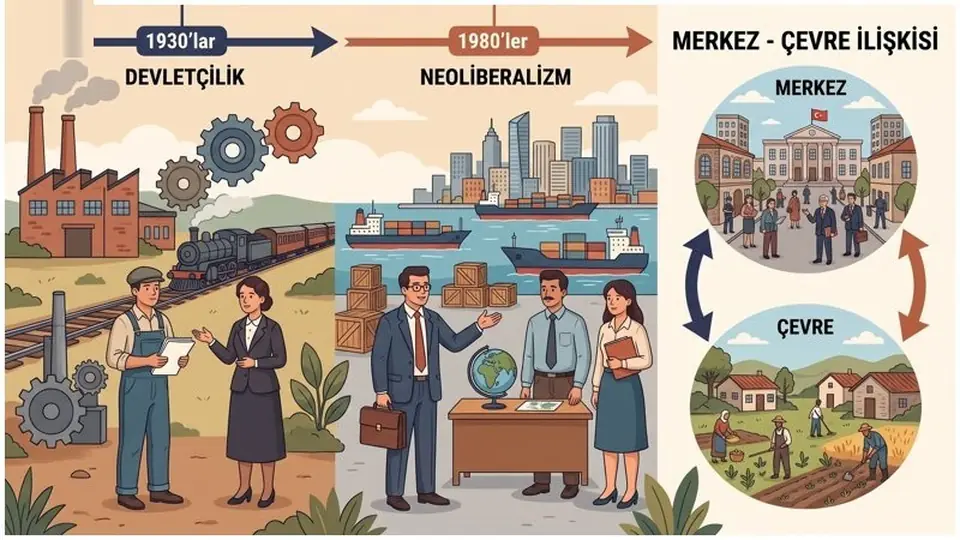 1930'lar
DEVLETÇİLİK
1980'ler
NEOLİBERALİZM
MERKEZ - ÇEVRE İLİŞKİSİ
MERKEZ
ÇEVRE